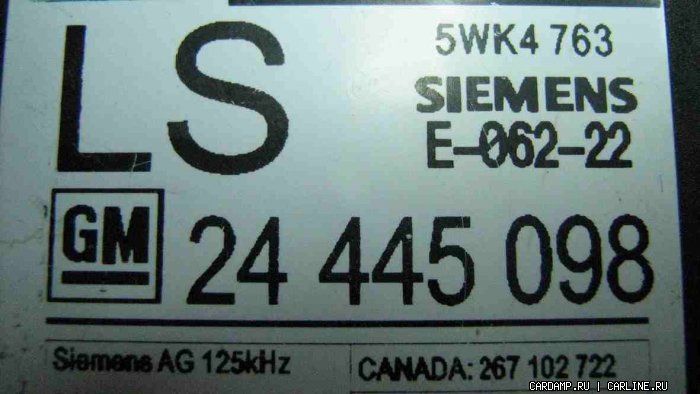 LS
5WK4 763
SIEMENS
E-062-22
GM
24 445 098
Siemens AG 125kHz
CANADA: 267 102 722
CARDAMP.RU | CARLINE.RU